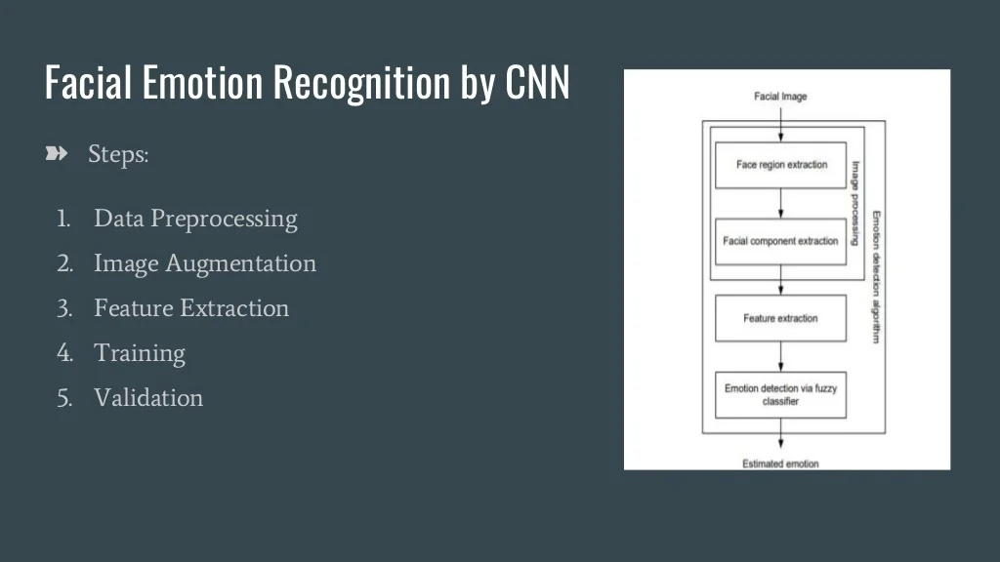 Facial Emotion Recognition by CNN
Steps:
1. Data Preprocessing
2. Image Augmentation
3. Feature Extraction
4. Training
5. Validation
Facial Image
Face region extraction
Facial component extraction
Image processing
Feature extraction
Emotion detection via fuzzy
classifier
Emotion detection algorithm
Estimated emotion